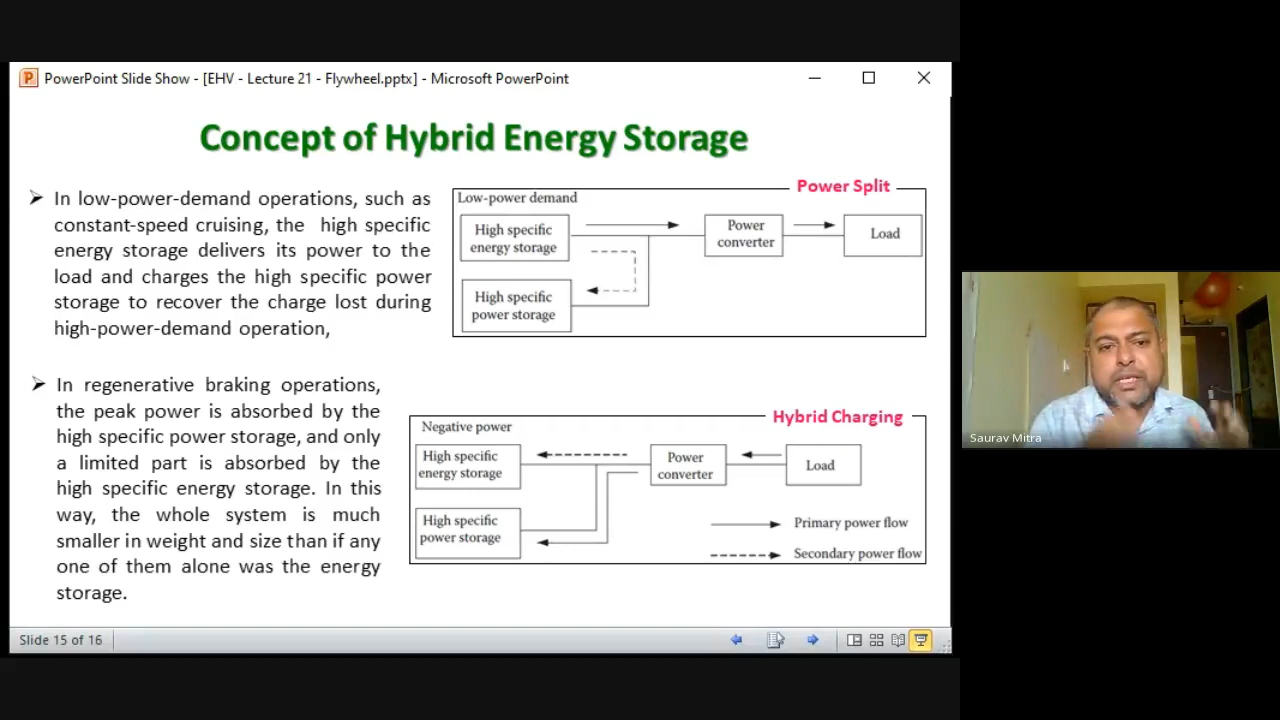 PowerPoint Slide Show - [EHV - Lecture 21 - Flywheel.pptx] - Microsoft PowerPoint
Concept of Hybrid Energy Storage
In low-power-demand operations, such as
constant-speed cruising, the high specific
energy storage delivers its power to the
load and charges the high specific power
storage to recover the charge lost during
high-power-demand operation,
Power Split
Low-power demand
High specific
energy storage
Power
converter
Load
High specific
power storage
In regenerative braking operations,
the peak power is absorbed by the
high specific power storage, and only
a limited part is absorbed by the
high specific energy storage. In this
way, the whole system is much
smaller in weight and size than if any
one of them alone was the energy
storage.
Hybrid Charging
Negative power
High specific
energy storage
Power
converter
Load
High specific
power storage
Primary power flow
Secondary power flow
Saurav Mitra
Slide 15 of 16